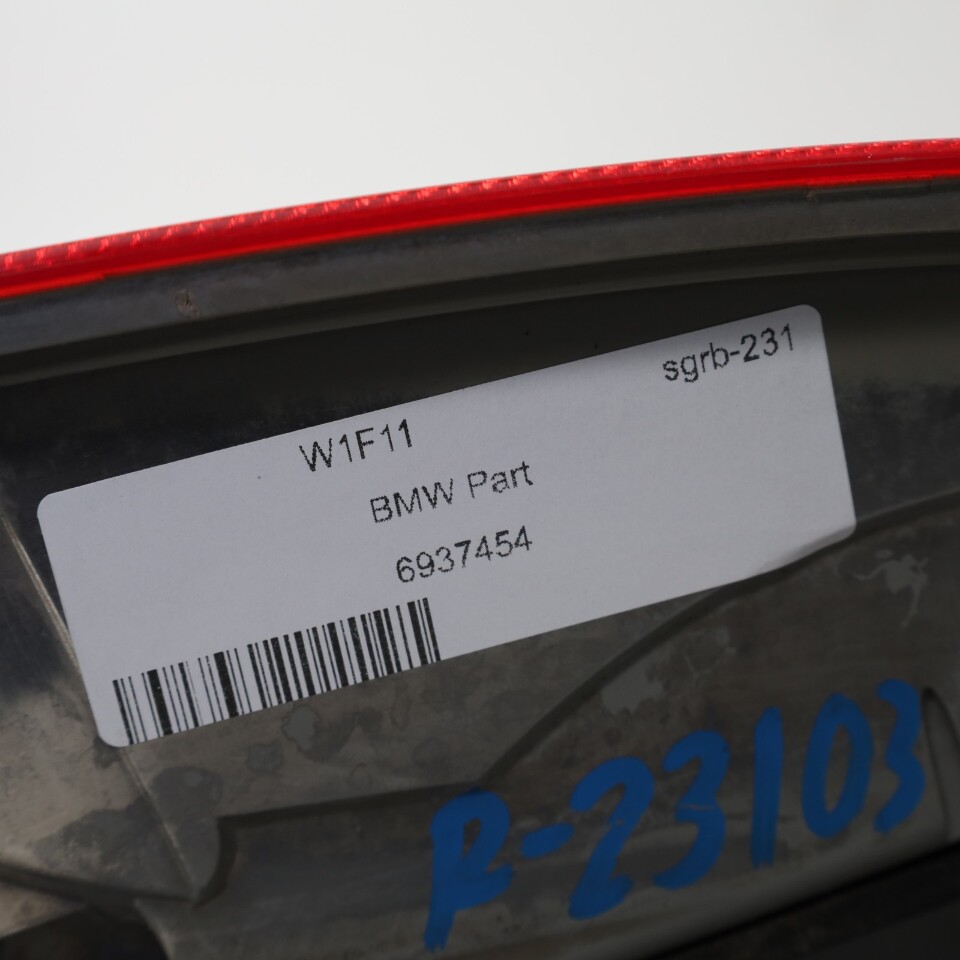 sgrb-231
W1F11
BMW Part
6937454
R-23103